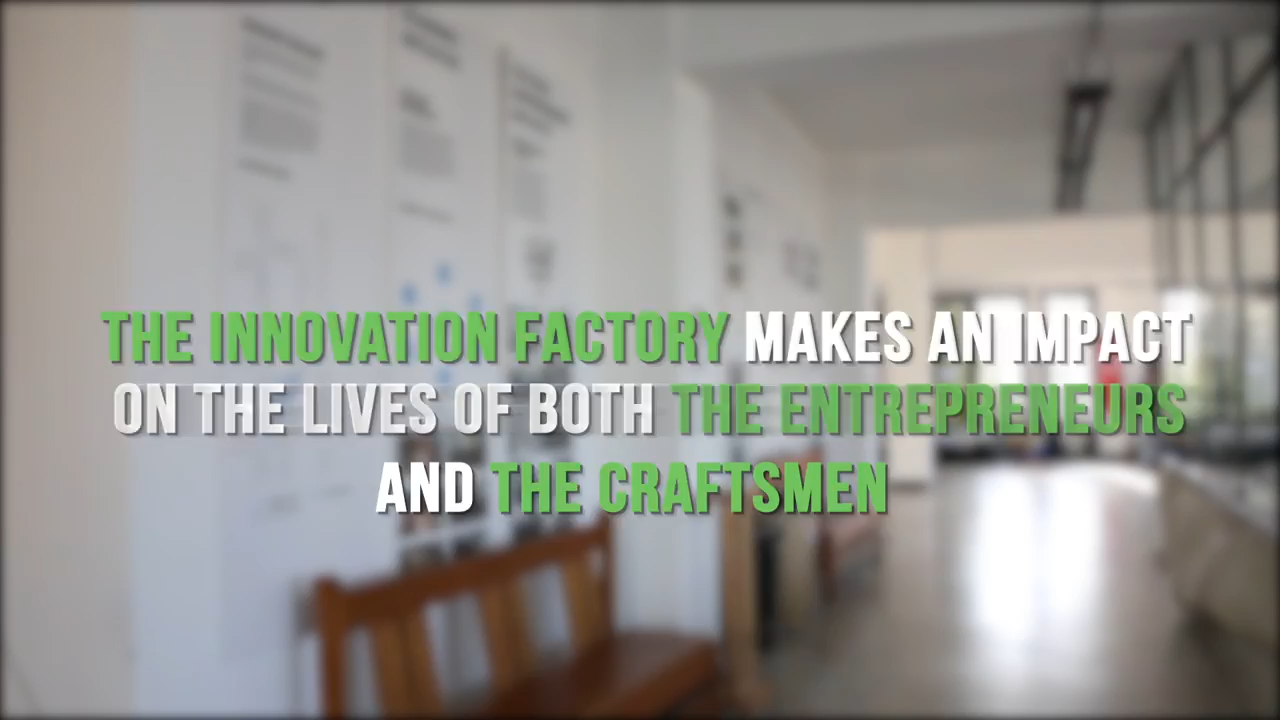 THE INNOVATION FACTORY MAKES AN IMPACT
ON THE LIVES OF BOTH THE ENTREPRENEURS
AND THE CRAFTSMEN